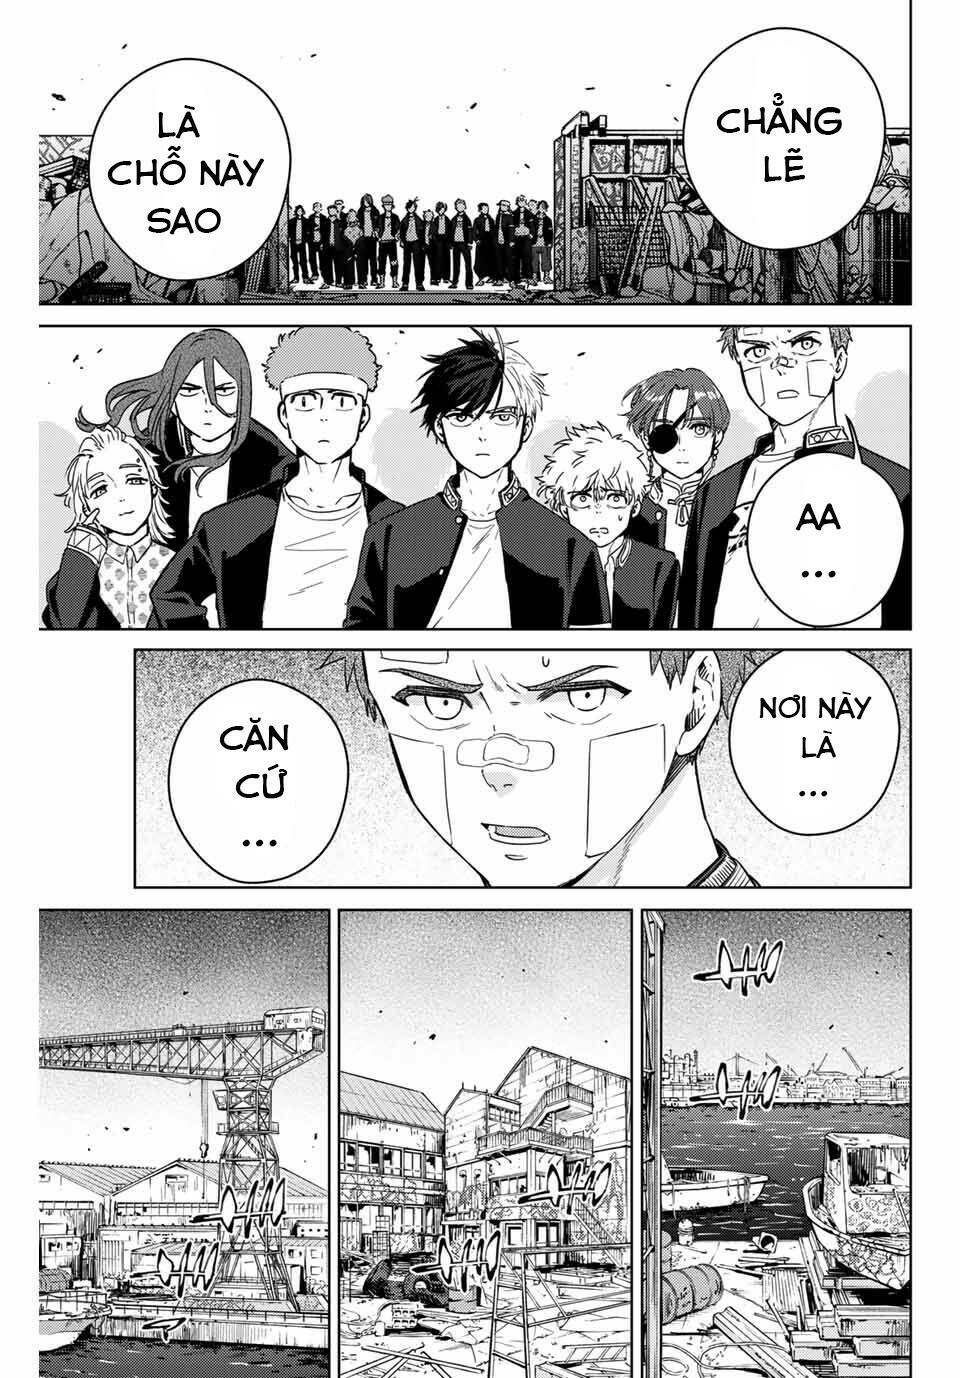 CHẲNG
LẼ
LÀ
CHỖ NÀY
SAO
AA
...
NƠI NÀY
LÀ
...
CĂN
CỨ
...